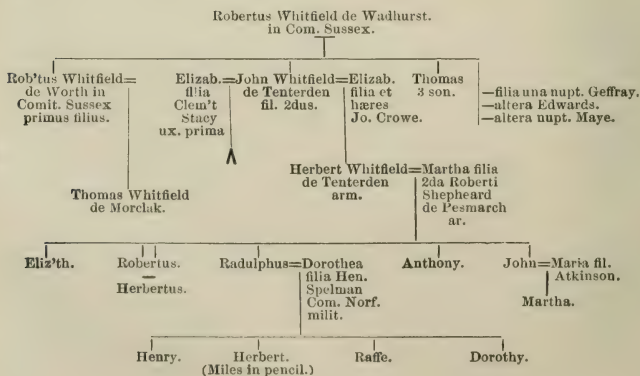 Robertus Whitfield de Wadhurst.
in Com. Sussex.
Rob'tus Whitfield=
de Worth in
Comit. Sussex
primus filius.
Elizab.=John Whitfield=Elizab.
filia
Clem't
Stacy
ux. prima
de Tenterden
fil. 2dus.
filia et
hæres
Jo. Crowe.
Thomas
3 son.
—filia una nupt. Geffray.
—altera Edwards.
—altera nupt. Maye.
Thomas Whitfield
de Morclak.
Herbert Whitfield=Martha filia
de Tenterden
arm.
2da Roberti
Shepheard
de Pesmarch
ar.
Eliz'th.
Robertus.
—
Herbertus.
Radulphus=Dorothea
filia Hen.
Spelman
Com. Norf.
milit.
Anthony.
John=Maria fil.
Atkinson.
Martha.
Henry.
Herbert.
(Miles in pencil.)
Raffe.
Dorothy.